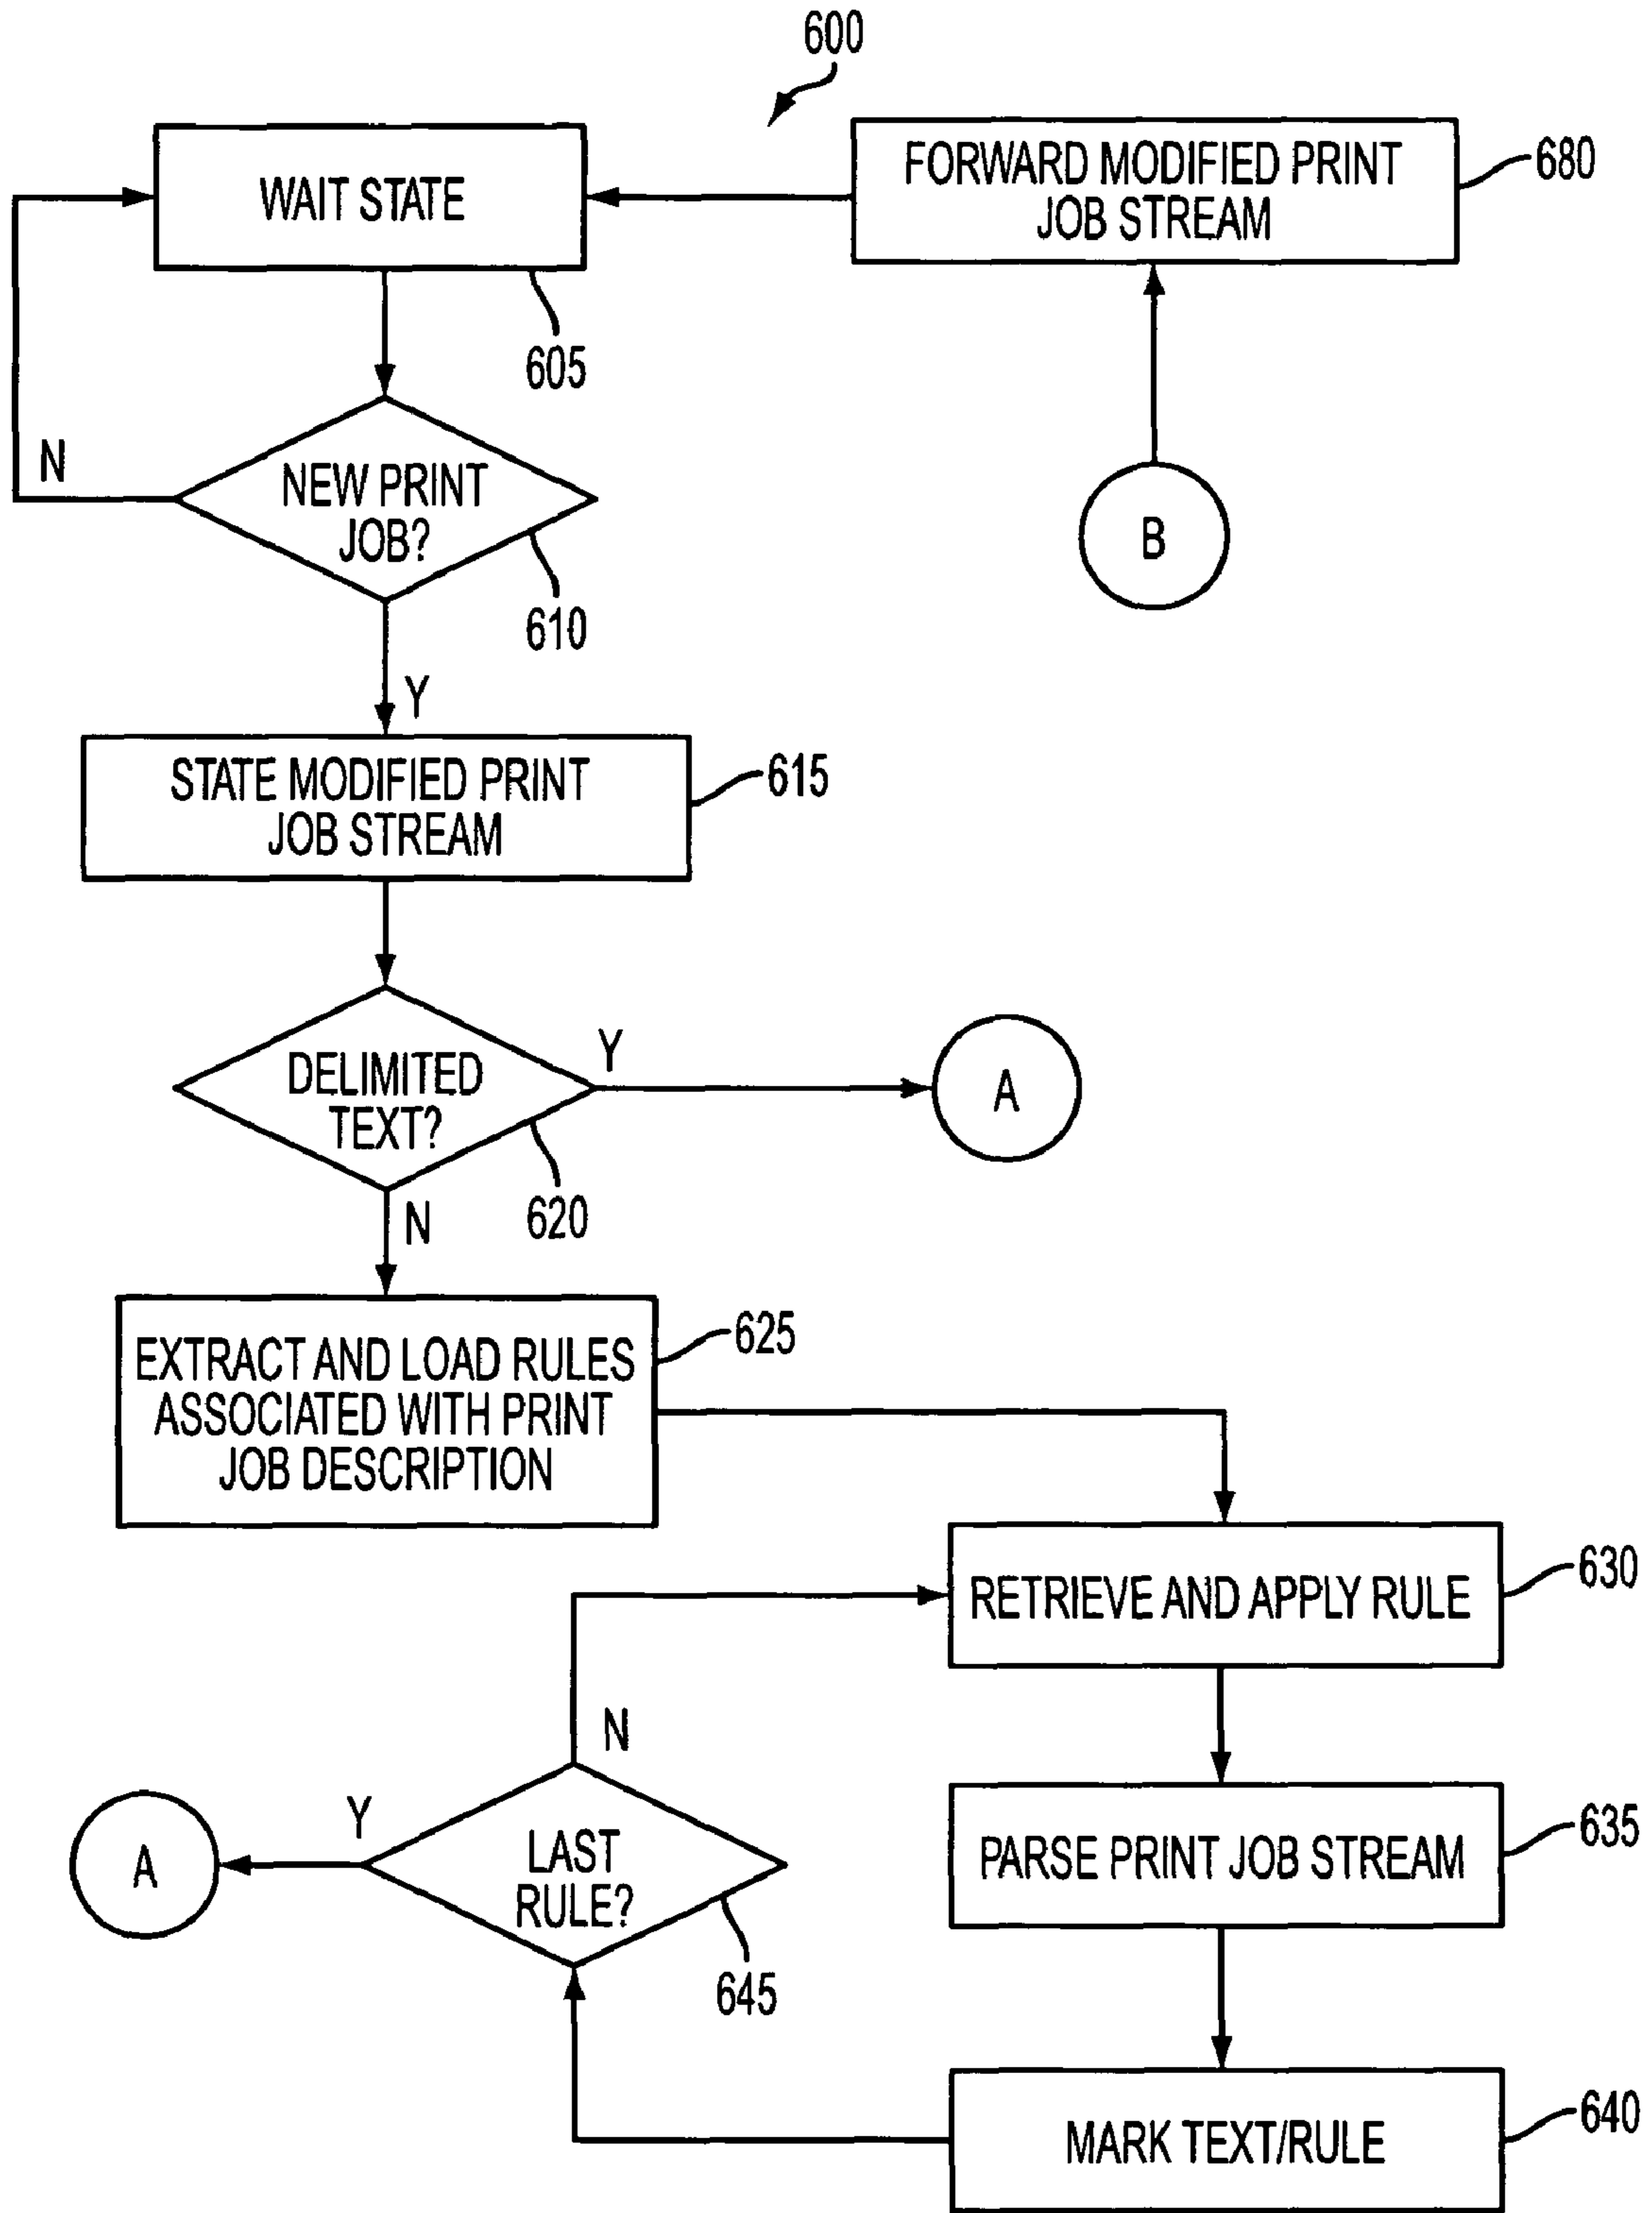 600
WAIT STATE
FORWARD MODIFIED PRINT
JOB STREAM
680
605
N
NEW PRINT
JOB?
B
610
Y
STATE MODIFIED PRINT
JOB STREAM
615
DELIMITED
TEXT?
Y
A
620
N
EXTRACT AND LOAD RULES
ASSOCIATED WITH PRINT
JOB DESCRIPTION
625
RETRIEVE AND APPLY RULE
630
N
Y
A
LAST
RULE?
645
PARSE PRINT JOB STREAM
635
MARK TEXT/RULE
640